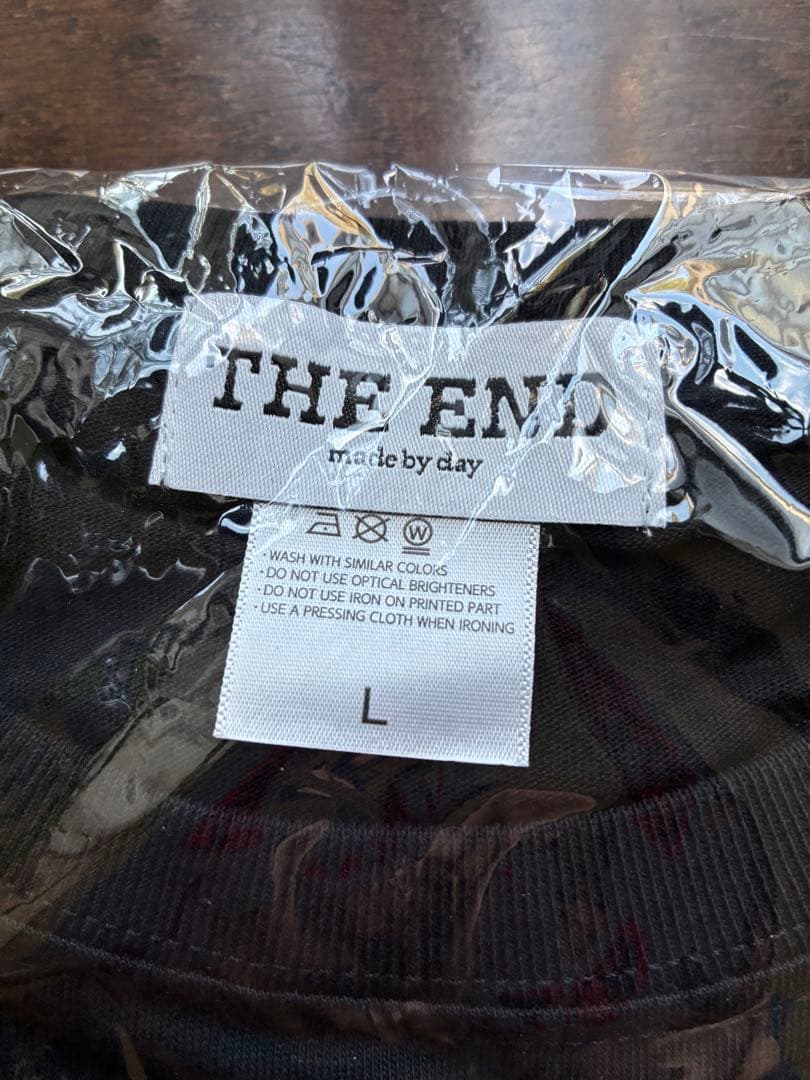 THE END
made by day
W
· WASH WITH SIMILAR COLORS
· DO NOT USE OPTICAL BRIGHTENERS
· DO NOT USE IRON ON PRINTED PART
· USE A PRESSING CLOTH WHEN IRONING
L